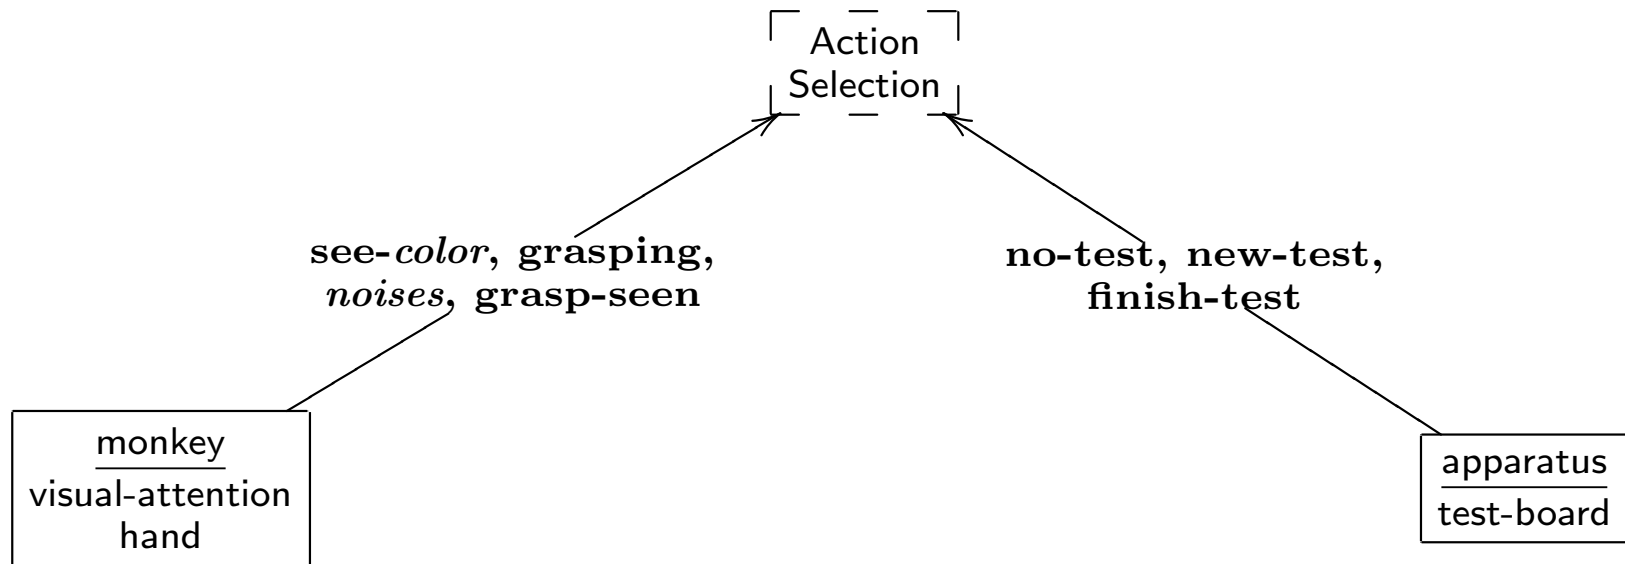 Action
Selection
see-color, grasping,
noises, grasp-seen
no-test, new-test,
finish-test
monkey
visual-attention
hand
apparatus
test-board